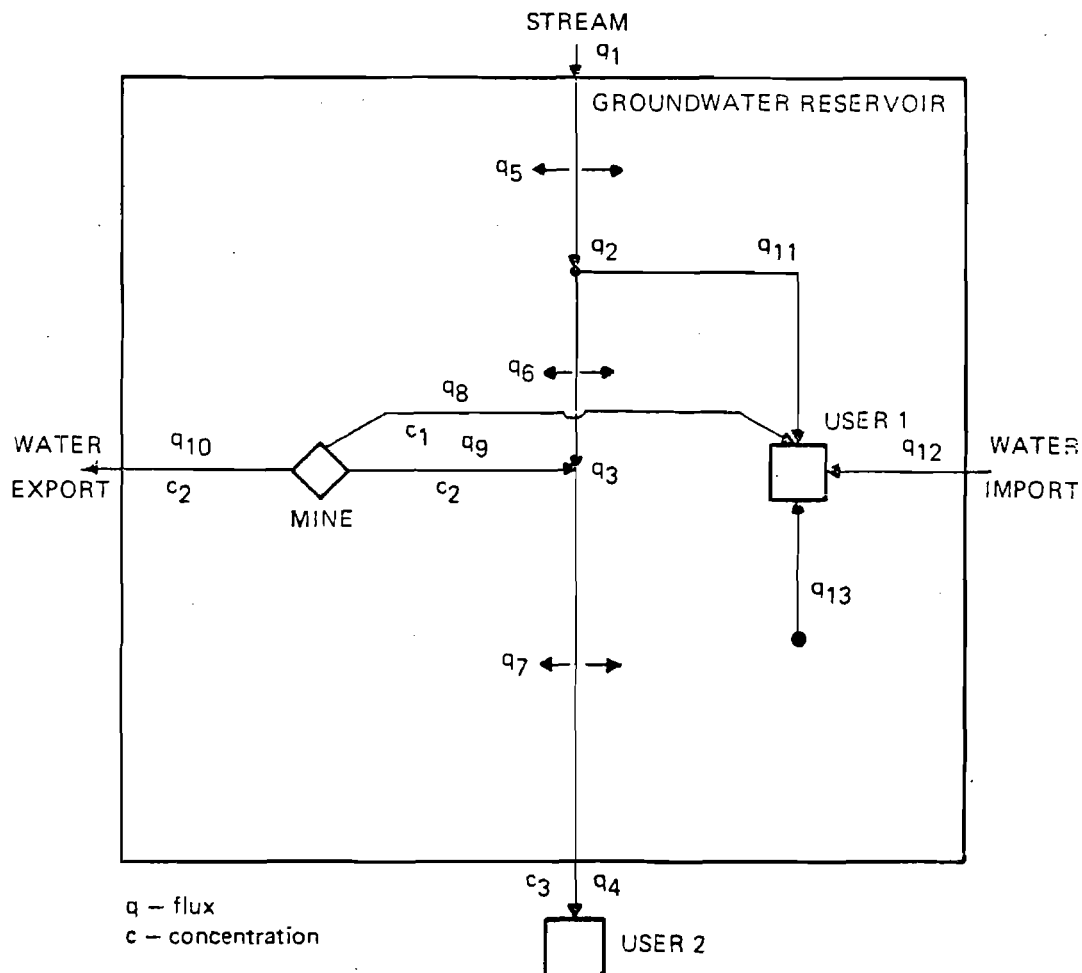 STREAM
q1
GROUNDWATER RESERVOIR
q5
q2
q11
q6
q8
c1
USER 1
WATER
EXPORT
q10
c2
q9
c2
q3
q12
WATER
IMPORT
MINE
q13
q7
c3
q4
q – flux
c – concentration
USER 2